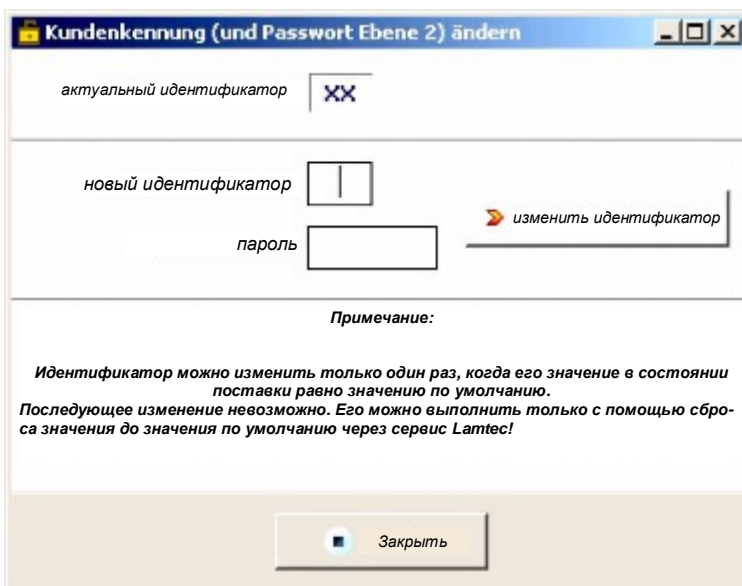 Kundenkennung (und Passwort Ebene 2) ändern
актуальный идентификатор XX
новый идентификатор
изменить идентификатор
пароль
Примечание:
Идентификатор можно изменить только один раз, когда его значение в состоянии
поставки равно значению по умолчанию.
Последующее изменение невозможно. Его можно выполнить только с помощью сбро-
са значения до значения по умолчанию через сервис Lamtec!
Закрыть